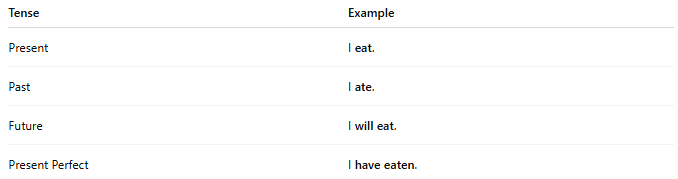 Tense Example
Present I eat.
Past I ate.
Future I will eat.
Present Perfect I have eaten.